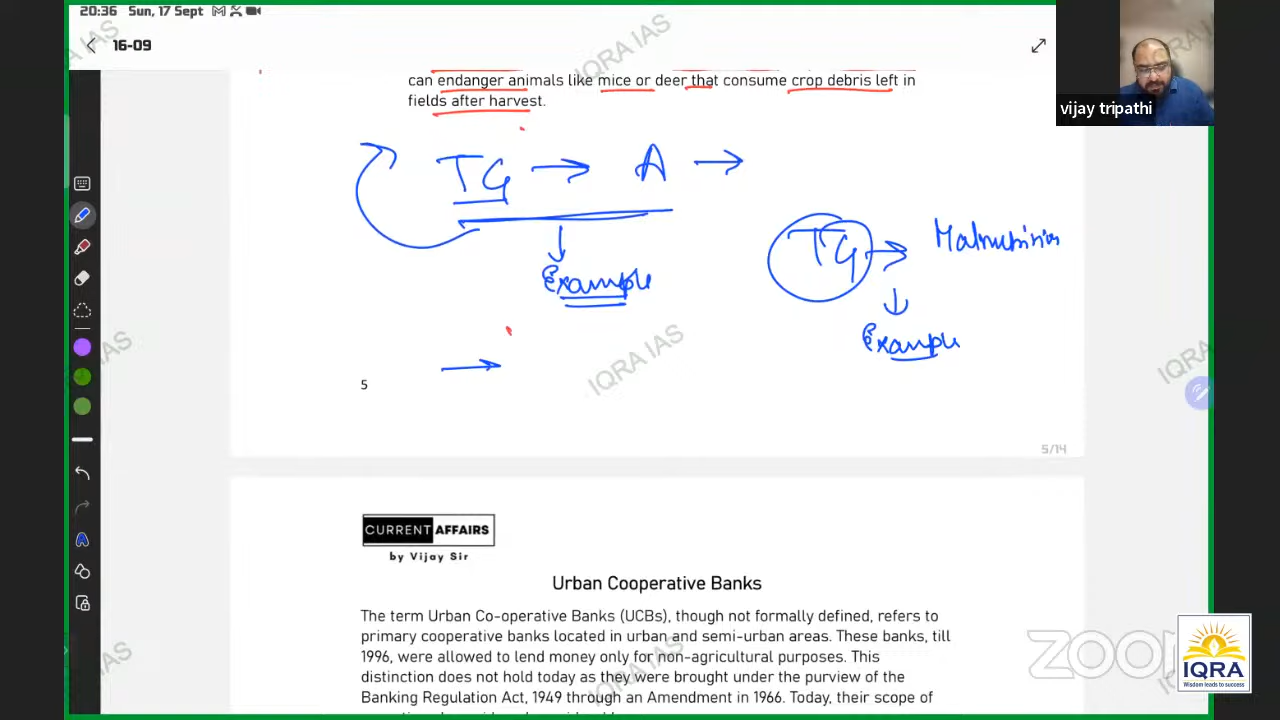 20:36 Sun, 17 Sept
16-09
can endanger animals like mice or deer that consume crop debris left in
fields after harvest.
vijay tripathi
TG → A →
TG → Malnutrition
Example
Example
→
5
5/14
CURRENT AFFAIRS
by Vijay Sir
Urban Cooperative Banks
The term Urban Co-operative Banks (UCBs), though not formally defined, refers to
primary cooperative banks located in urban and semi-urban areas. These banks, till
1996, were allowed to lend money only for non-agricultural purposes. This
distinction does not hold today as they were brought under the purview of the
Banking Regulation Act, 1949 through an Amendment in 1966. Today, their scope of
zoom
IQRA
Wisdom leads to success
IQRA IAS
IQRA IAS
IQRA IAS